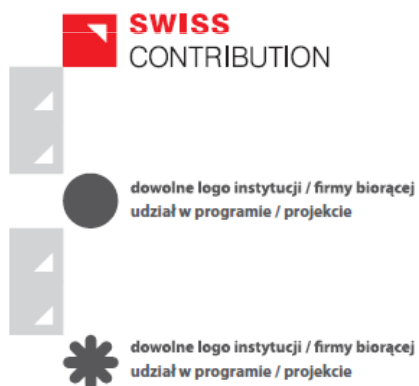 SWISS
CONTRIBUTION
dowolne logo instytucji / firmy biorącej
udział w programie / projekcie
dowolne logo instytucji / firmy biorącej
udział w programie / projekcie